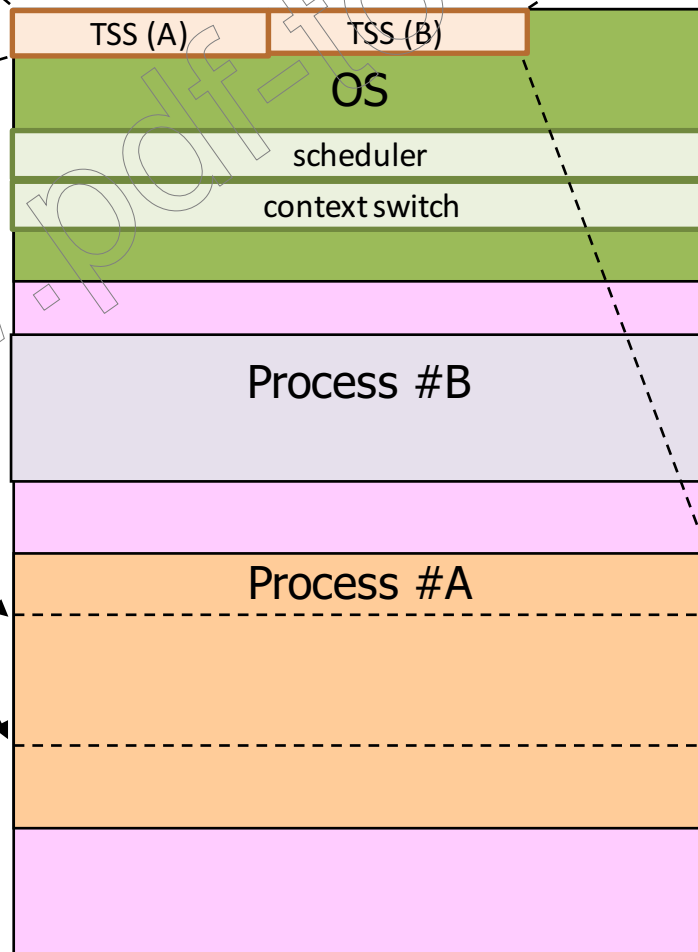 TSS (A) TSS (B)
OS
scheduler
context switch
Process #B
Process #A